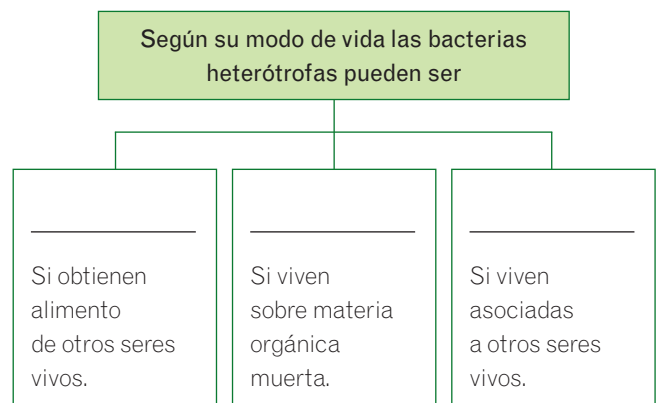 Según su modo de vida las bacterias
heterótrofas pueden ser
Si obtienen
alimento
de otros seres
vivos.
Si viven
sobre materia
orgánica
muerta.
Si viven
asociadas
a otros seres
vivos.